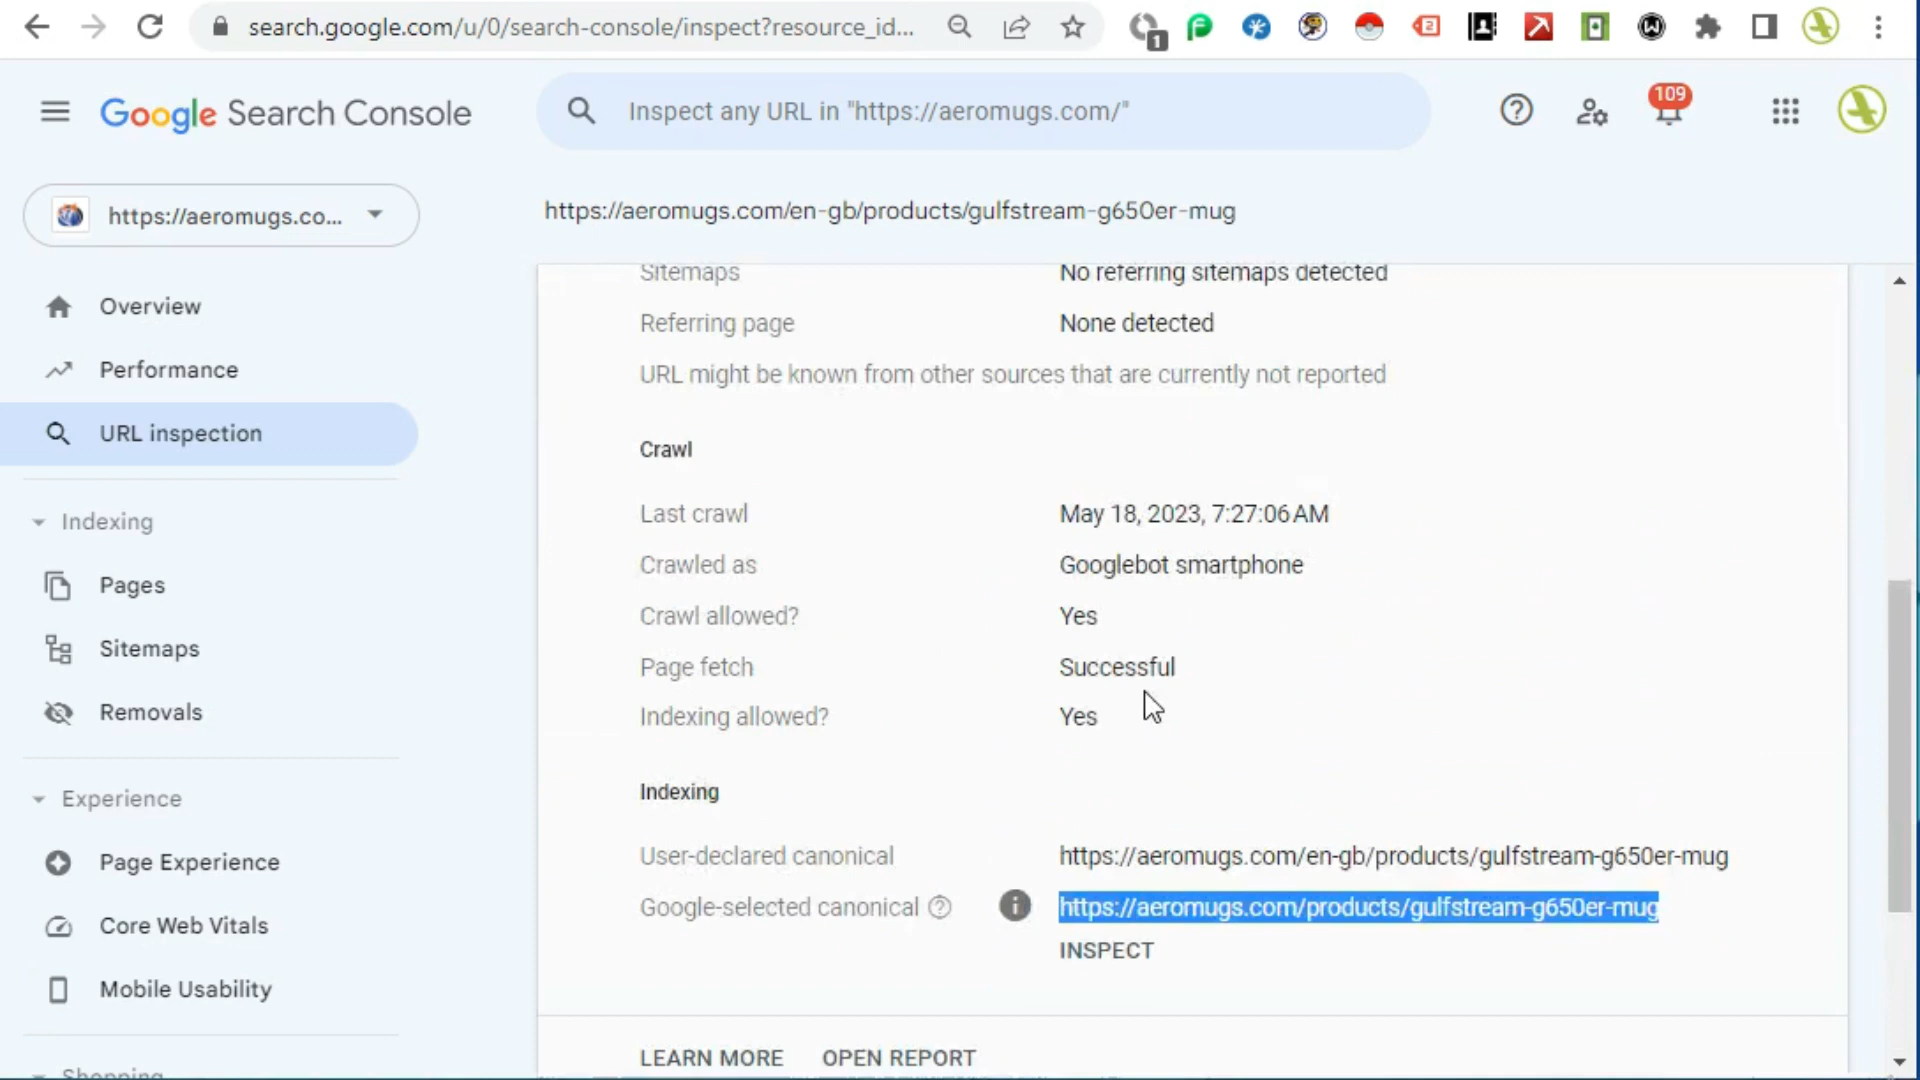 search.google.com/u/0/search-console/inspect?resource_id...
1
2
Google Search Console
Inspect any URL in "https://aeromugs.com/"
109
https://aeromugs.co...
https://aeromugs.com/en-gb/products/gulfstream-g650er-mug
Overview
Performance
URL inspection
Indexing
Pages
Sitemaps
Removals
Experience
Page Experience
Core Web Vitals
Mobile Usability
Shopping
Sitemaps No referring sitemaps detected
Referring page None detected
URL might be known from other sources that are currently not reported
Crawl
Last crawl May 18, 2023, 7:27:06 AM
Crawled as Googlebot smartphone
Crawl allowed? Yes
Page fetch Successful
Indexing allowed? Yes
Indexing
User-declared canonical https://aeromugs.com/en-gb/products/gulfstream-g650er-mug
Google-selected canonical https://aeromugs.com/products/gulfstream-g650er-mug
INSPECT
LEARN MORE OPEN REPORT